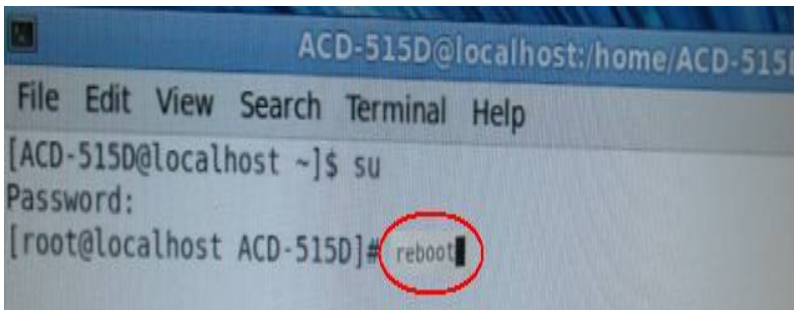 ACD-515D@localhost:/home/ACD-515
File Edit View Search Terminal Help
[ACD-515D@localhost ~]$ su
Password:
[root@localhost ACD-515D]# reboot